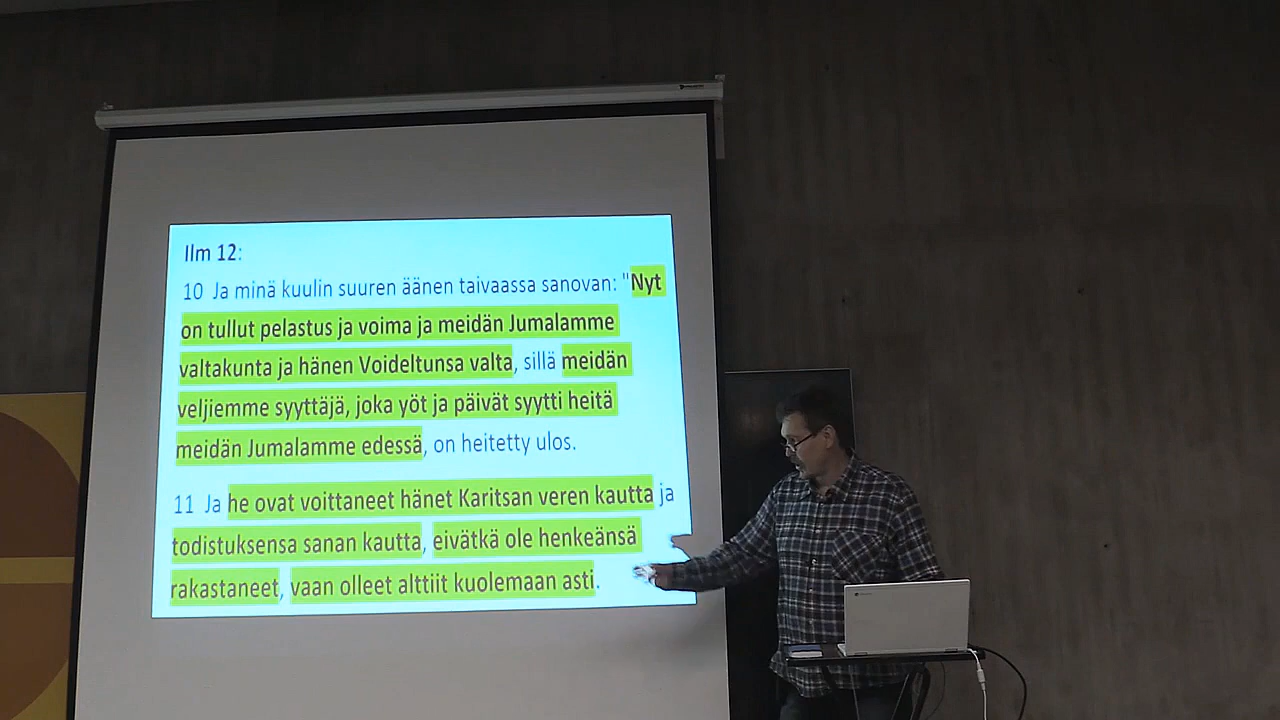 Ilm 12:
10 Ja minä kuulin suuren äänen taivaassa sanovan: "Nyt
on tullut pelastus ja voima ja meidän Jumalamme
valtakunta ja hänen Voideltunsa valta, sillä meidän
veljiemme syyttäjä, joka yöt ja päivät syytti heitä
meidän Jumalamme edessä, on heitetty ulos.
11 Ja he ovat voittaneet hänet Karitsan veren kautta ja
todistuksensa sanan kautta, eivätkä ole henkeänsä
rakastaneet, vaan olleet alttiit kuolemaan asti.